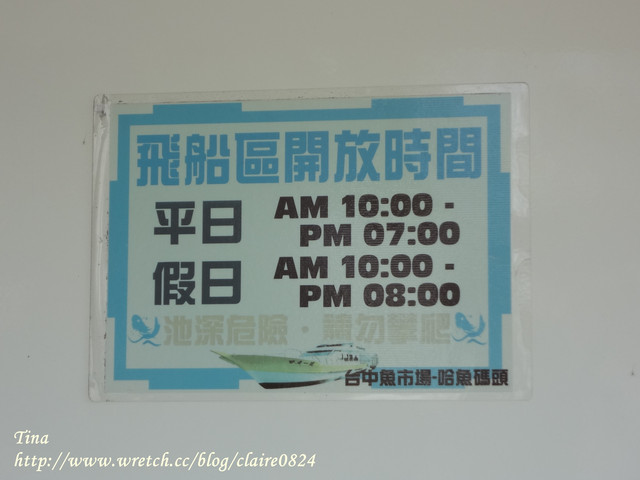 飛船區開放時間
平日 AM 10:00 -
PM 07:00
假日 AM 10:00 -
PM 08:00
池深危險・請勿攀爬
台中魚市場-哈魚碼頭
Tina
http://www.wretch.cc/blog/claire0824